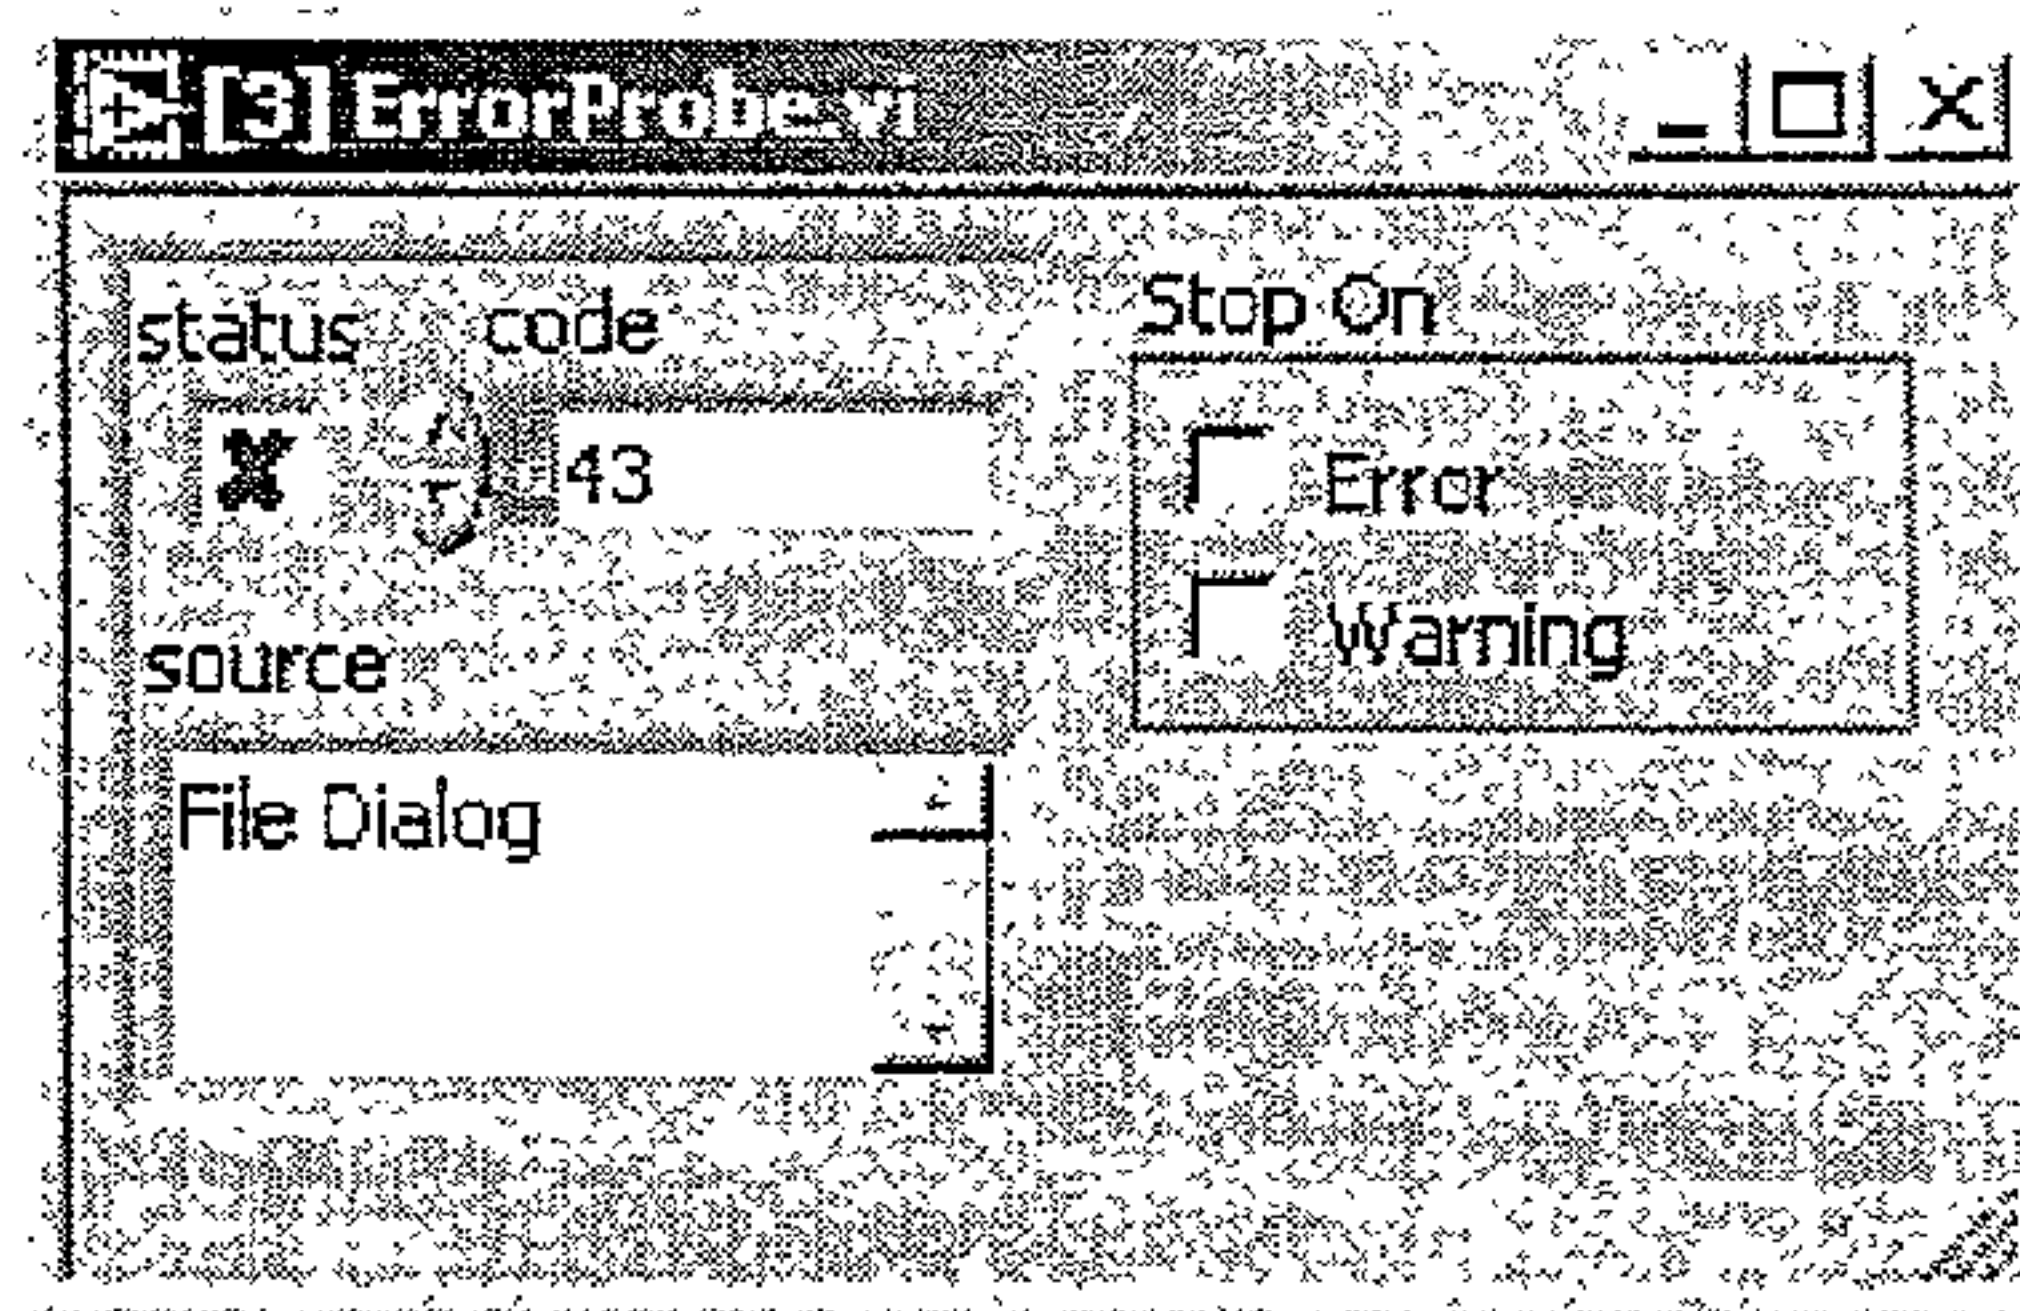 [3] ErrorProbe.vi
status code
43
source
File Dialog
Stop On
Error
Warning